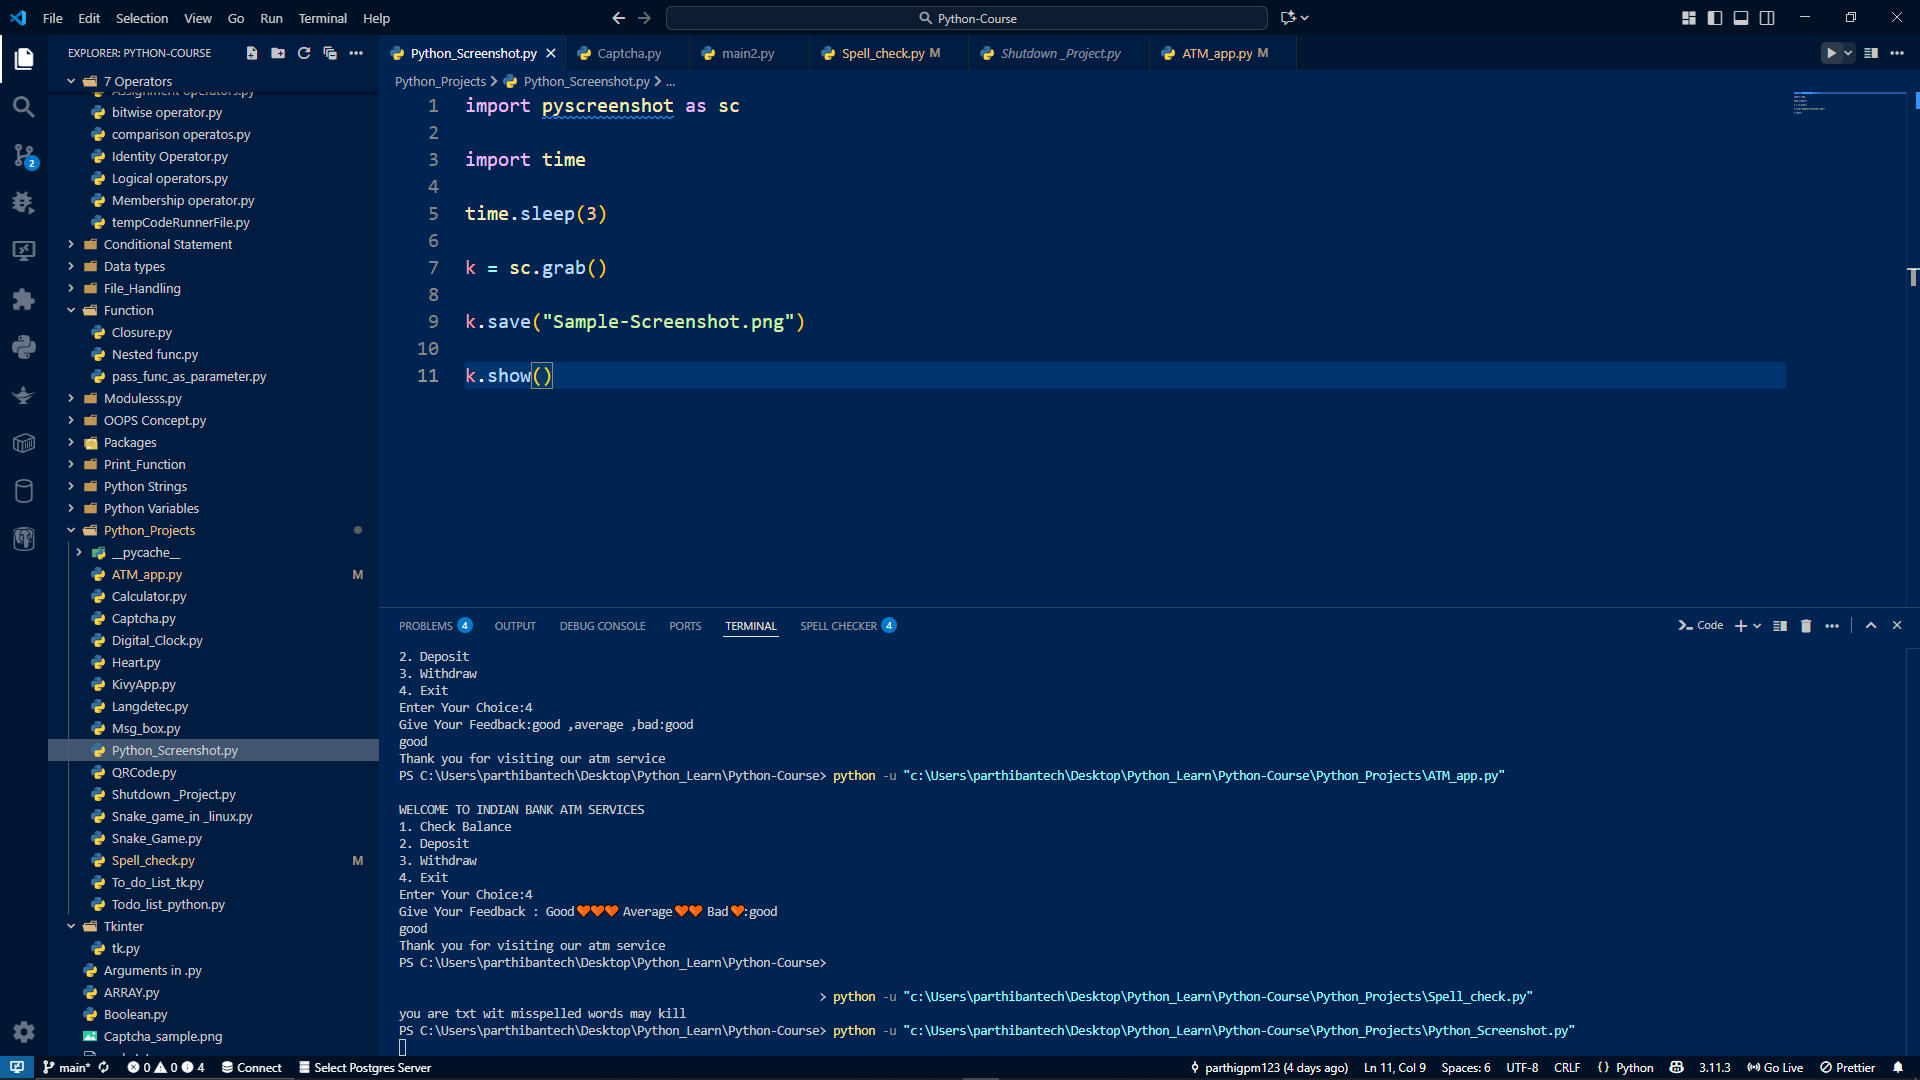 File Edit Selection View Go Run Terminal Help
Python-Course
EXPLORER: PYTHON-COURSE
Python_Screenshot.py
Captcha.py
main2.py
Spell_check.py M
Shutdown _Project.py
ATM_app.py M
Python_Projects > Python_Screenshot.py > ...
7 Operators
Assignment operators.py
bitwise operator.py
comparison operatos.py
Identity Operator.py
Logical operators.py
Membership operator.py
tempCodeRunnerFile.py
Conditional Statement
Data types
File_Handling
Function
Closure.py
Nested func.py
pass_func_as_parameter.py
Modulesss.py
OOPS Concept.py
Packages
Print_Function
Python Strings
Python Variables
Python_Projects
__pycache__
ATM_app.py M
Calculator.py
Captcha.py
Digital_Clock.py
Heart.py
KivyApp.py
Langdetec.py
Msg_box.py
Python_Screenshot.py
QRCode.py
Shutdown _Project.py
Snake_game_in _linux.py
Snake_Game.py
Spell_check.py M
To_do_List_tk.py
Todo_list_python.py
Tkinter
tk.py
Arguments in .py
ARRAY.py
Boolean.py
Captcha_sample.png
2
1 import pyscreenshot as sc
2
3 import time
4
5 time.sleep(3)
6
7 k = sc.grab()
8
9 k.save("Sample-Screenshot.png")
10
11 k.show()
PROBLEMS 4 OUTPUT DEBUG CONSOLE PORTS TERMINAL SPELL CHECKER 4
Code
2. Deposit
3. Withdraw
4. Exit
Enter Your Choice:4
Give Your Feedback:good ,average ,bad:good
good
Thank you for visiting our atm service
PS C:\Users\parthibantech\Desktop\Python_Learn\Python-Course> python -u "c:\Users\parthibantech\Desktop\Python_Learn\Python-Course\Python_Projects\ATM_app.py"
WELCOME TO INDIAN BANK ATM SERVICES
1. Check Balance
2. Deposit
3. Withdraw
4. Exit
Enter Your Choice:4
Give Your Feedback : Good🧡🧡🧡 Average🧡🧡 Bad🧡:good
good
Thank you for visiting our atm service
PS C:\Users\parthibantech\Desktop\Python_Learn\Python-Course>
> python -u "c:\Users\parthibantech\Desktop\Python_Learn\Python-Course\Python_Projects\Spell_check.py"
you are txt wit misspelled words may kill
PS C:\Users\parthibantech\Desktop\Python_Learn\Python-Course> python -u "c:\Users\parthibantech\Desktop\Python_Learn\Python-Course\Python_Projects\Python_Screenshot.py"
main* 0 0 4 Connect Select Postgres Server
parthigpm123 (4 days ago) Ln 11, Col 9 Spaces: 6 UTF-8 CRLF {} Python 3.11.3 Go Live Prettier